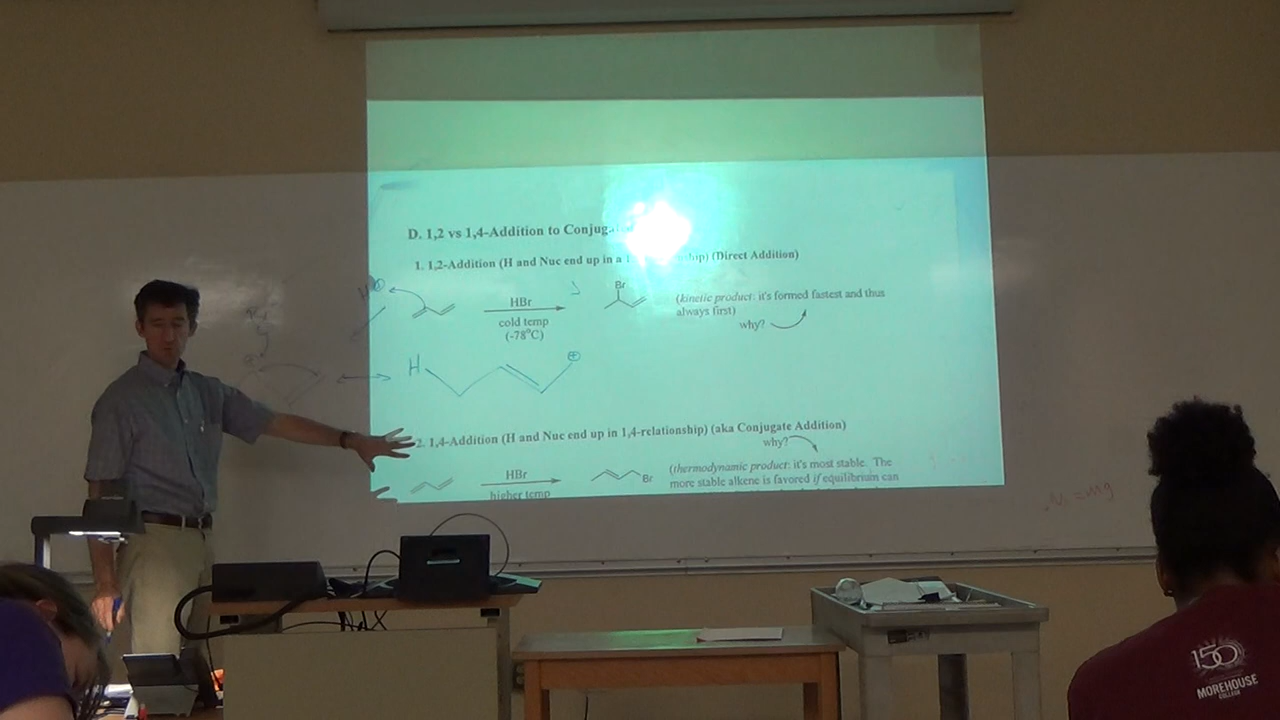 D. 1,2 vs 1,4-Addition to
1. 1,2-Addition (H and Nuc end up in a (Direct Addition)
Br
HBr
(kinetic product: it's formed fastest and thus
always first)
cold temp
why?
(-78°C)
H
⊕
2. 1,4-Addition (H and Nuc end up in 1,4-relationship) (aka Conjugate Addition)
why?
HBr
(thermodynamic product: it's most stable. The
Br
more stable alkene is favored if equilibrium can
higher temp
=mg
150
MOREHOUSE
COLLEGE